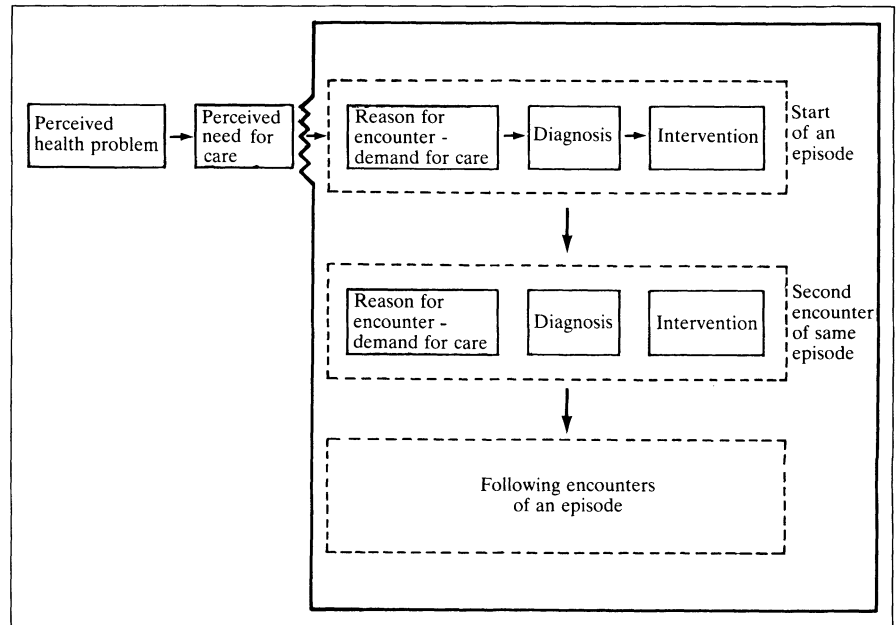 Perceived
health problem
Perceived
need for
care
Reason for
encounter -
demand for care
Diagnosis
Intervention
Start
of an
episode
Reason for
encounter -
demand for care
Diagnosis
Intervention
Second
encounter
of same
episode
Following encounters
of an episode